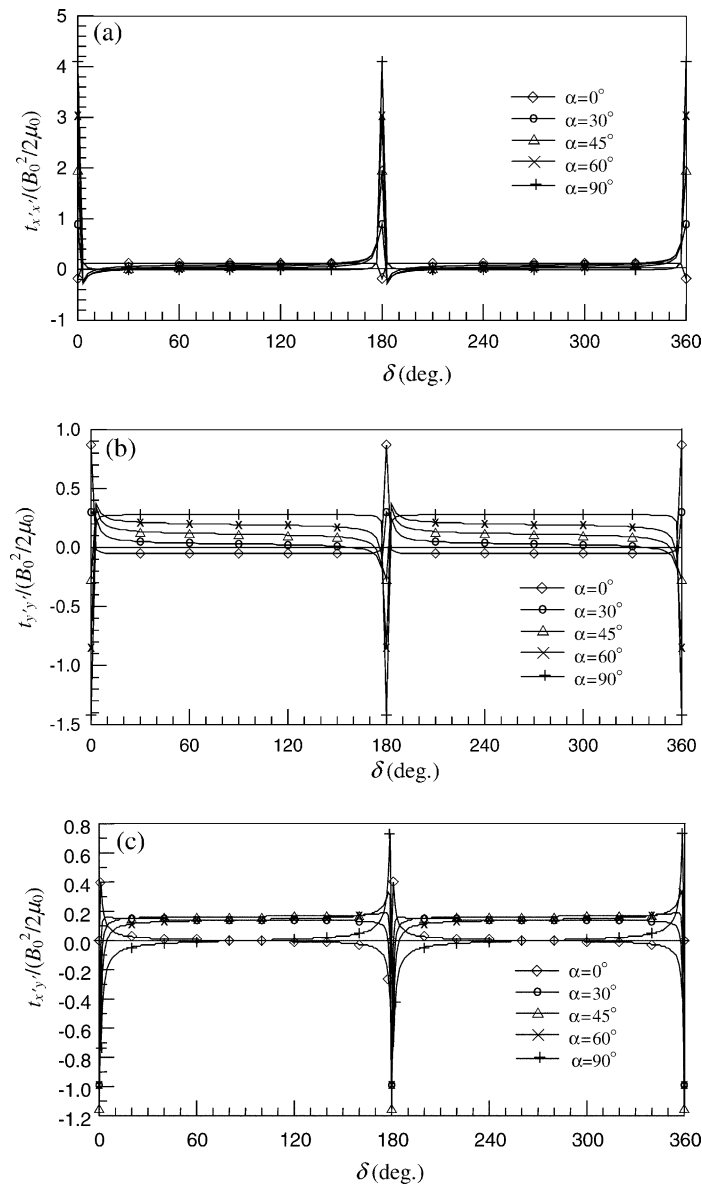 (a)
5
4
3
2
1
0
-1
t_{x'x'}/(B_0^2/2μ_0)
α=0°
α=30°
α=45°
α=60°
α=90°
0 60 120 180 240 300 360
δ (deg.)
(b)
1.0
0.5
0.0
-0.5
-1.0
-1.5
t_{y'y'}/(B_0^2/2μ_0)
α=0°
α=30°
α=45°
α=60°
α=90°
0 60 120 180 240 300 360
δ (deg.)
(c)
0.8
0.6
0.4
0.2
0.0
-0.2
-0.4
-0.6
-0.8
-1.0
-1.2
t_{x'y'}/(B_0^2/2μ_0)
α=0°
α=30°
α=45°
α=60°
α=90°
0 60 120 180 240 300 360
δ (deg.)